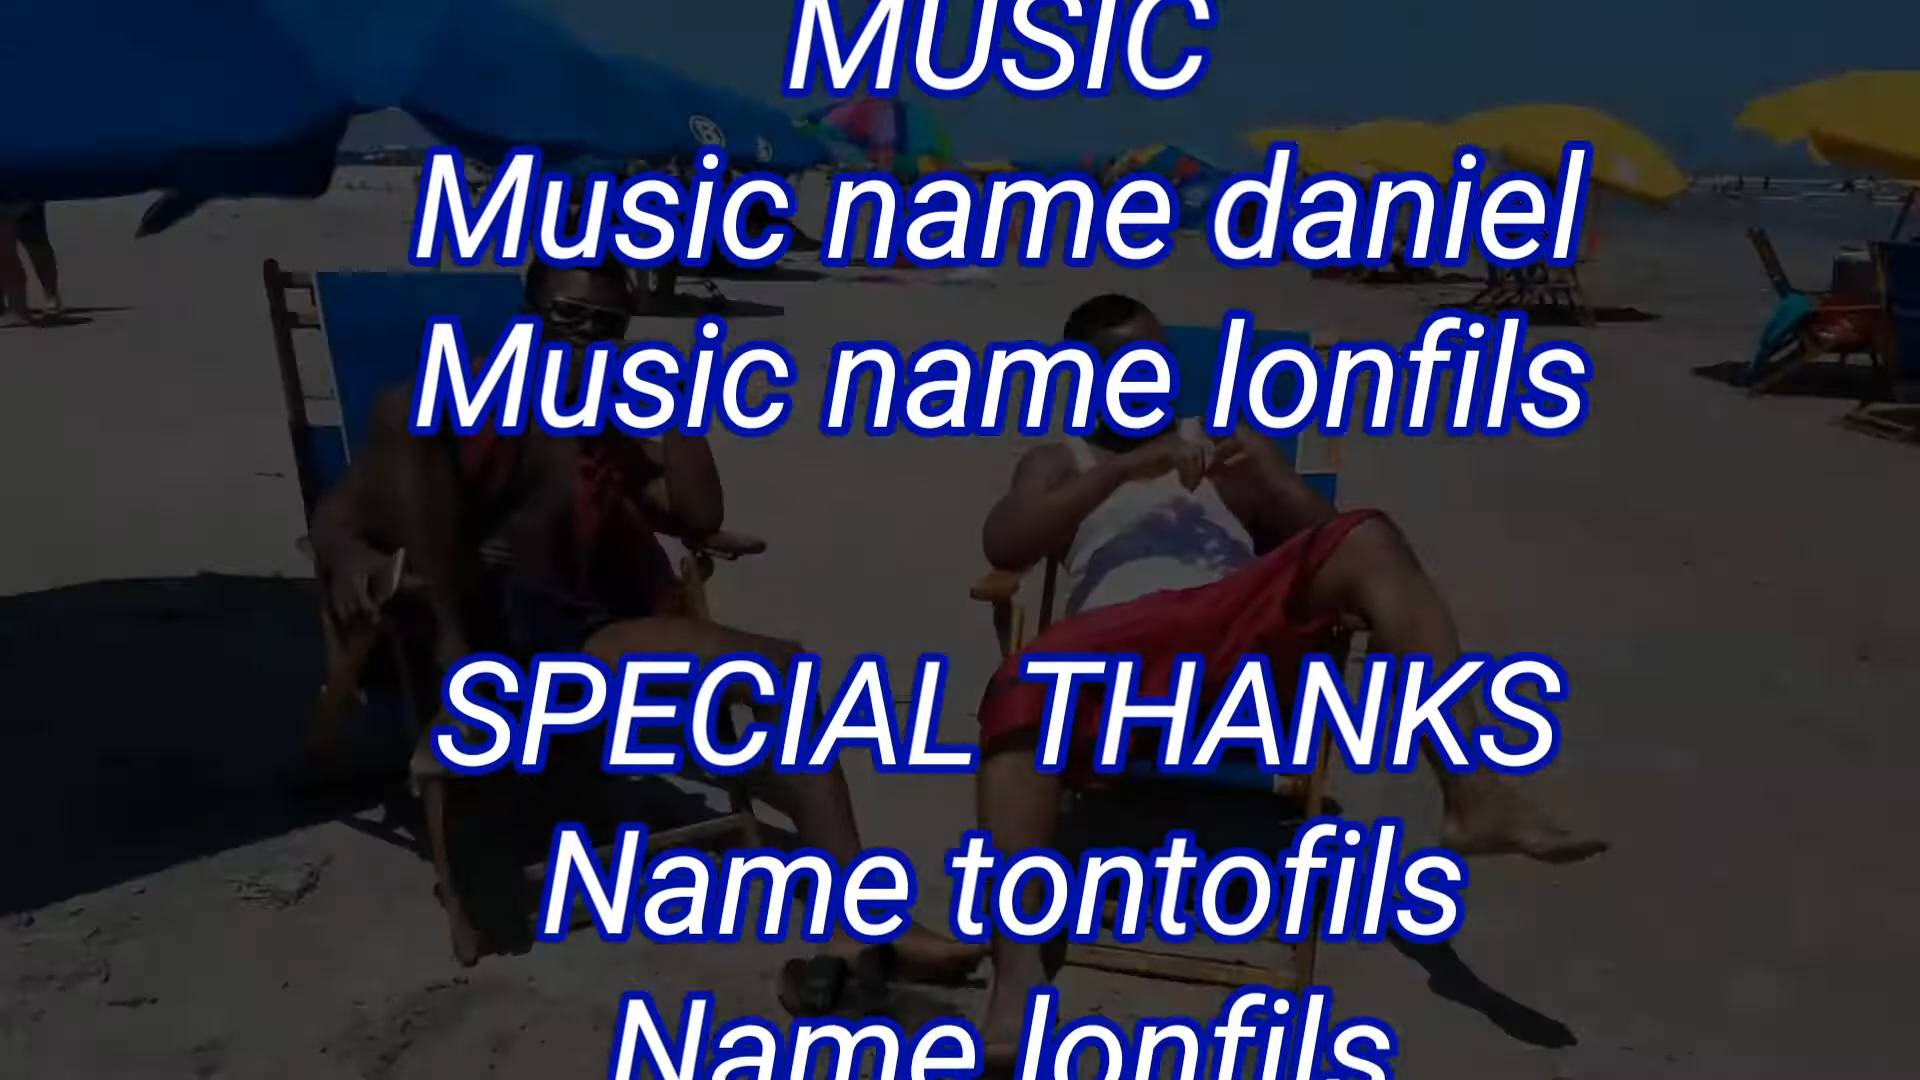 MUSIC
Music name daniel
Music name lonfils
SPECIAL THANKS
Name tontofils
Name lonfils